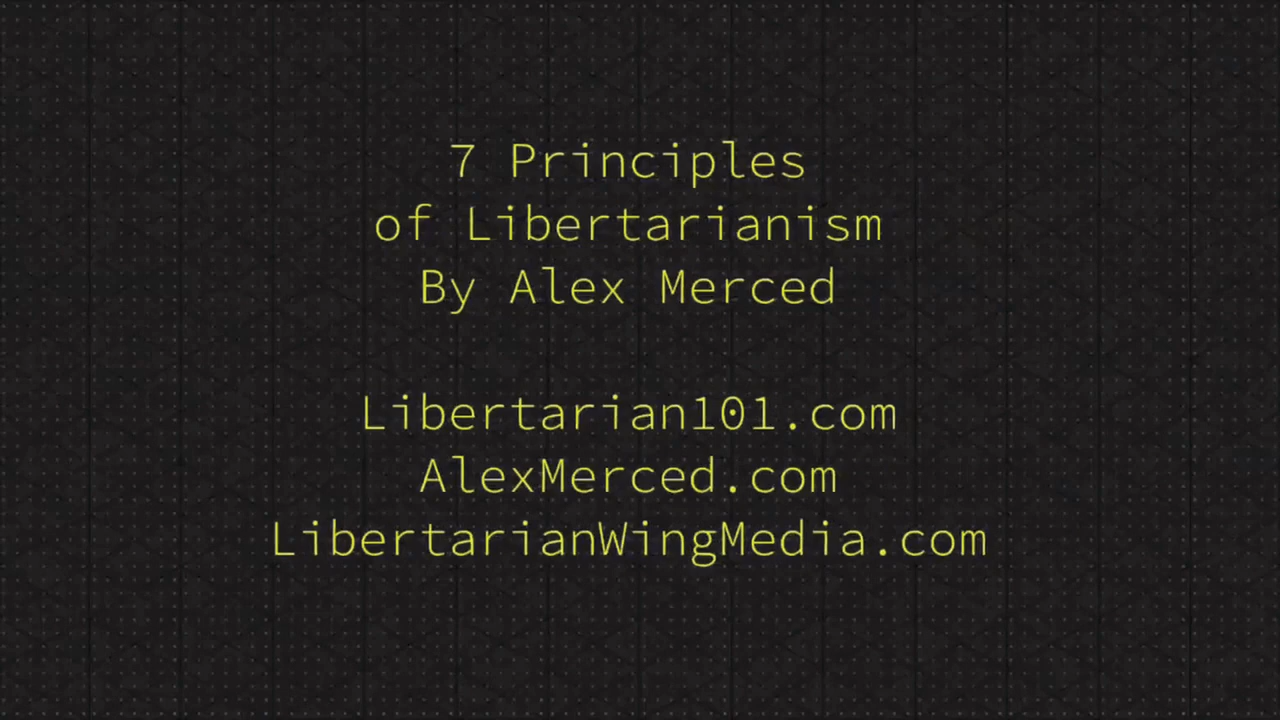 7 Principles
of Libertarianism
By Alex Merced
Libertarian101.com
AlexMerced.com
LibertarianWingMedia.com